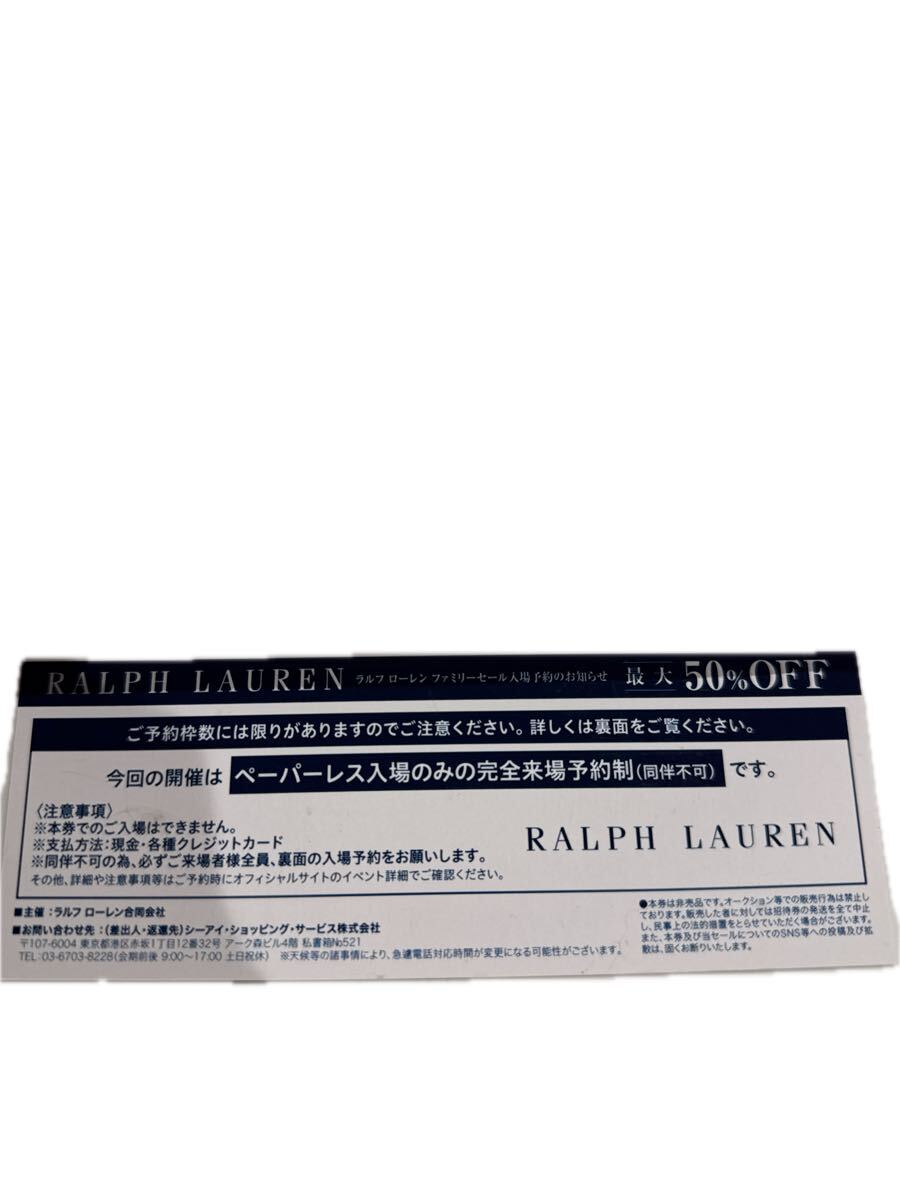 RALPH LAUREN ラルフ ローレン ファミリーセール入場予約のお知らせ 最大 50%OFF
ご予約枠数には限りがありますのでご注意ください。詳しくは裏面をご覧ください。
今回の開催は ペーパーレス入場のみの完全来場予約制(同伴不可) です。
〈注意事項〉
※本券でのご入場はできません。
※支払方法:現金・各種クレジットカード
※同伴不可の為、必ずご来場者様全員、裏面の入場予約をお願いします。
その他、詳細や注意事項等はご予約時にオフィシャルサイトのイベント詳細でご確認ください。
RALPH LAUREN
■主催:ラルフ ローレン合同会社
■お問い合わせ先:(差出人・返還先)シーアイ・ショッピング・サービス株式会社
〒107-6004 東京都港区赤坂1丁目12番32号 アーク森ビル4階 私書箱No521
TEL:03-6703-8228(会期前後 9:00〜17:00 土日祝休) ※天候等の諸事情により、急遽電話対応時間が変更になる可能性がございます。
●本券は非売品です。オークション等での販売行為は禁止し
ております。販売した者に対しては招待券の発送を全て中止
し、民事上の法的措置をとらせていただく場合がございます。
また、本券及び当セールについてのSNS等への投稿及び拡
散は、固くお断りいたします。